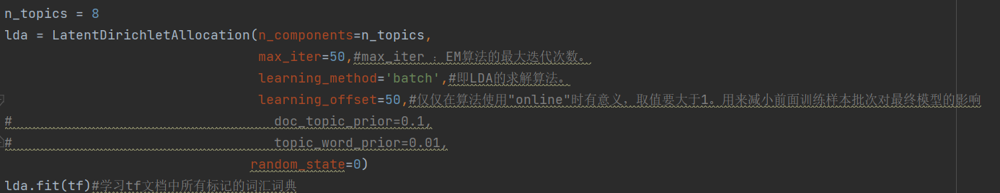 n_topics = 8
lda = LatentDirichletAllocation(n_components=n_topics,
                                max_iter=50,#max_iter ：EM算法的最大迭代次数。
                                learning_method='batch',#即LDA的求解算法。
                                learning_offset=50,#仅仅在算法使用"online"时有意义，取值要大于1。用来减小前面训练样本批次对最终模型的影响
#                                 doc_topic_prior=0.1,
#                                 topic_word_prior=0.01,
                               random_state=0)
lda.fit(tf)#学习tf文档中所有标记的词汇词典